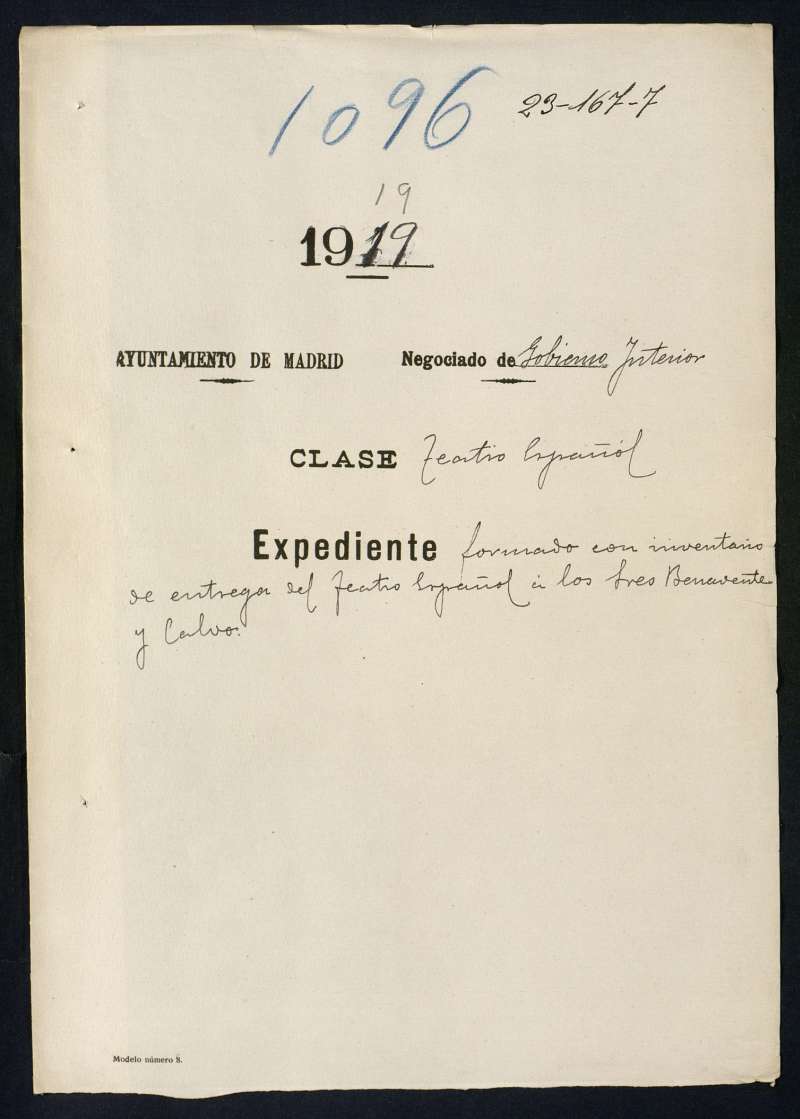 1096
23-167-7
19
1919
AYUNTAMIENTO DE MADRID Negociado de Gobierno Interior
CLASE Teatro Español
Expediente formado con inventario
de entrega del Teatro Español á los Sres Benavente
y Calvo.
Modelo número 8.